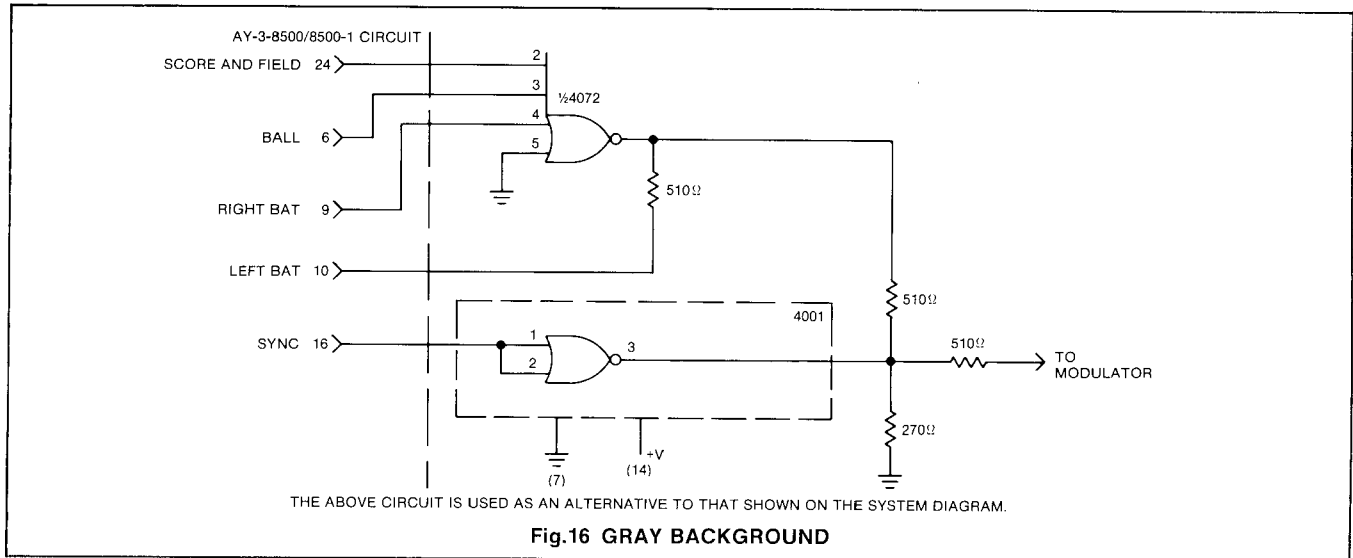 AY-3-8500/8500-1 CIRCUIT
SCORE AND FIELD 24
2
3
½4072
4
BALL 6
5
510Ω
RIGHT BAT 9
LEFT BAT 10
510Ω
4001
SYNC 16
1
3
2
510Ω
TO
MODULATOR
270Ω
+V
(7)
(14)
THE ABOVE CIRCUIT IS USED AS AN ALTERNATIVE TO THAT SHOWN ON THE SYSTEM DIAGRAM.
Fig.16 GRAY BACKGROUND